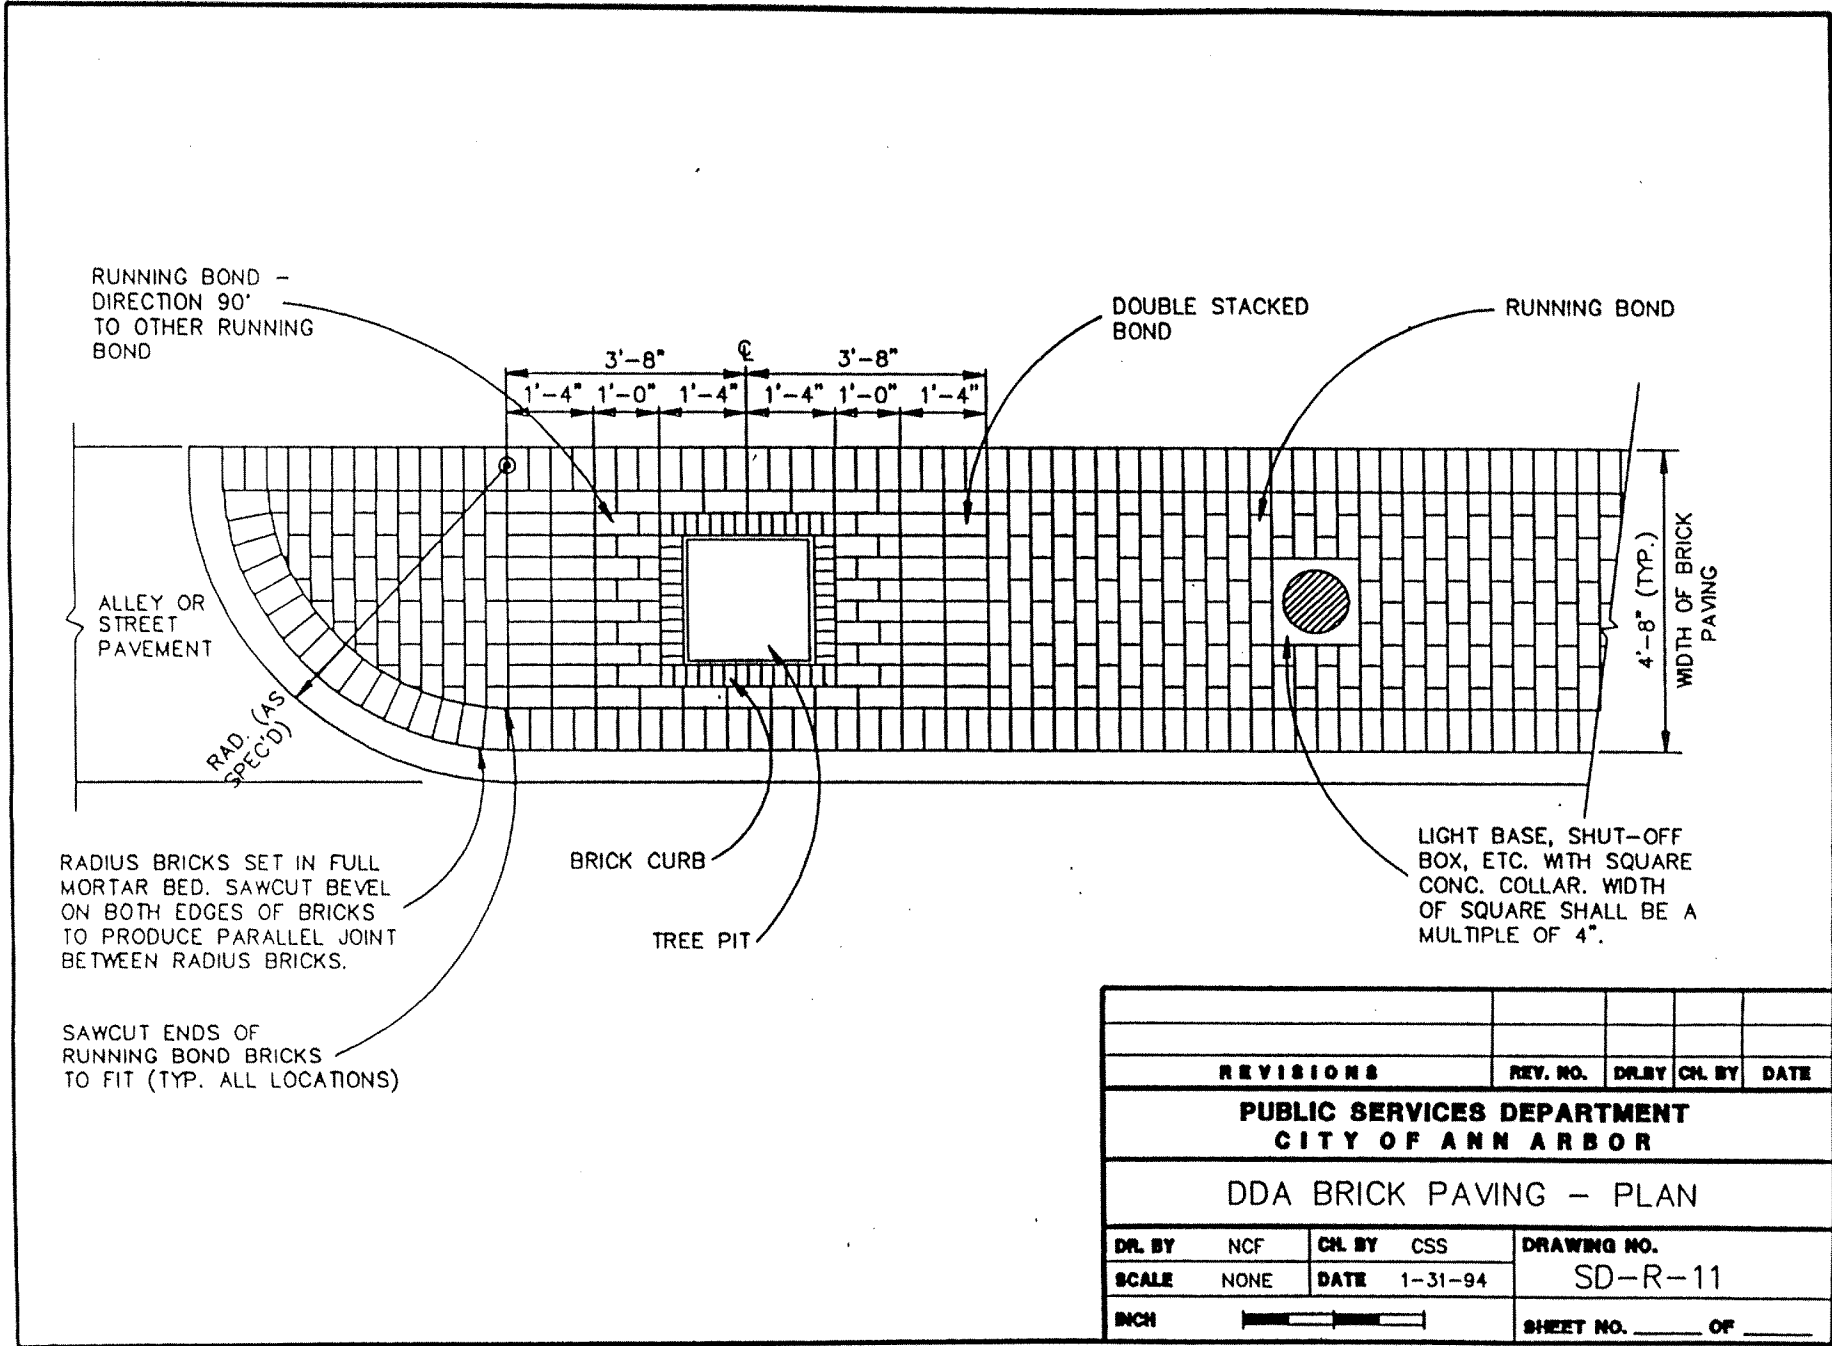 RUNNING BOND –
DIRECTION 90'
TO OTHER RUNNING
BOND
DOUBLE STACKED
BOND
RUNNING BOND
℄
3'-8" 3'-8"
1'-4" 1'-0" 1'-4" 1'-4" 1'-0" 1'-4"
ALLEY OR
STREET
PAVEMENT
RAD. (AS
SPEC'D)
4'-8" (TYP.)
WIDTH OF BRICK
PAVING
BRICK CURB
TREE PIT
RADIUS BRICKS SET IN FULL
MORTAR BED. SAWCUT BEVEL
ON BOTH EDGES OF BRICKS
TO PRODUCE PARALLEL JOINT
BETWEEN RADIUS BRICKS.
SAWCUT ENDS OF
RUNNING BOND BRICKS
TO FIT (TYP. ALL LOCATIONS)
LIGHT BASE, SHUT-OFF
BOX, ETC. WITH SQUARE
CONC. COLLAR. WIDTH
OF SQUARE SHALL BE A
MULTIPLE OF 4".
REVISIONS REV. NO. DR.BY CH. BY DATE
PUBLIC SERVICES DEPARTMENT
CITY OF ANN ARBOR
DDA BRICK PAVING – PLAN
DR. BY NCF CH. BY CSS DRAWING NO.
SCALE NONE DATE 1-31-94 SD-R-11
INCH SHEET NO. ______ OF ______